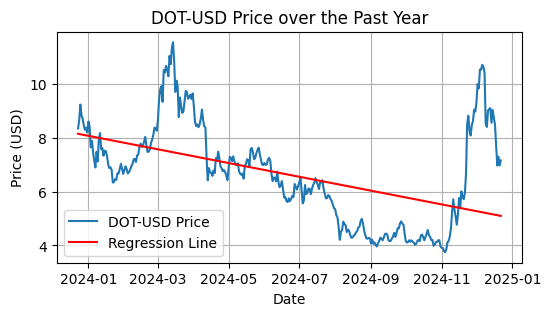 DOT-USD Price over the Past Year
Price (USD)
10
8
6
4
DOT-USD Price
Regression Line
2024-01 2024-03 2024-05 2024-07 2024-09 2024-11 2025-01
Date